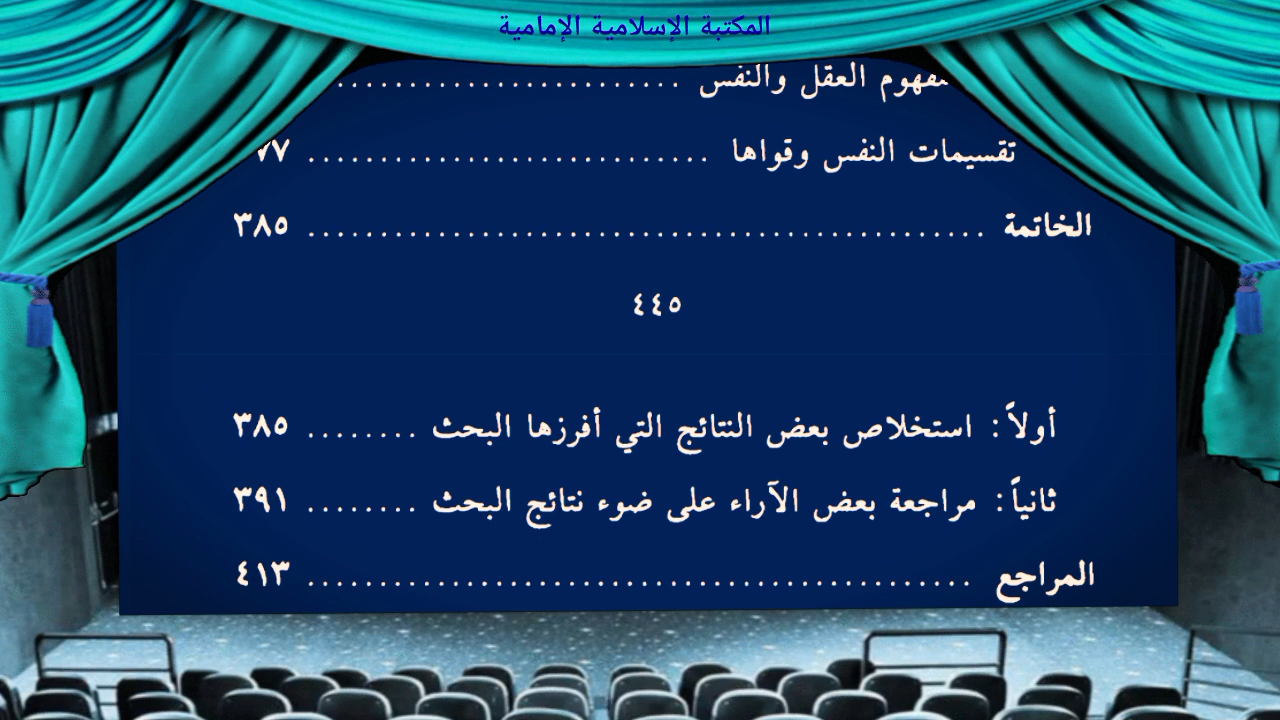 المكتبة الإسلامية الإمامية
مفهوم العقل والنفس ........................
تقسيمات النفس وقواها ............................ ٧٧
الخاتمة ............................................... ٣٨٥
٤٤٥
أولاً: استخلاص بعض النتائج التي أفرزها البحث ........ ٣٨٥
ثانياً: مراجعة بعض الآراء على ضوء نتائج البحث ........ ٣٩١
المراجع .............................................. ٤١٣